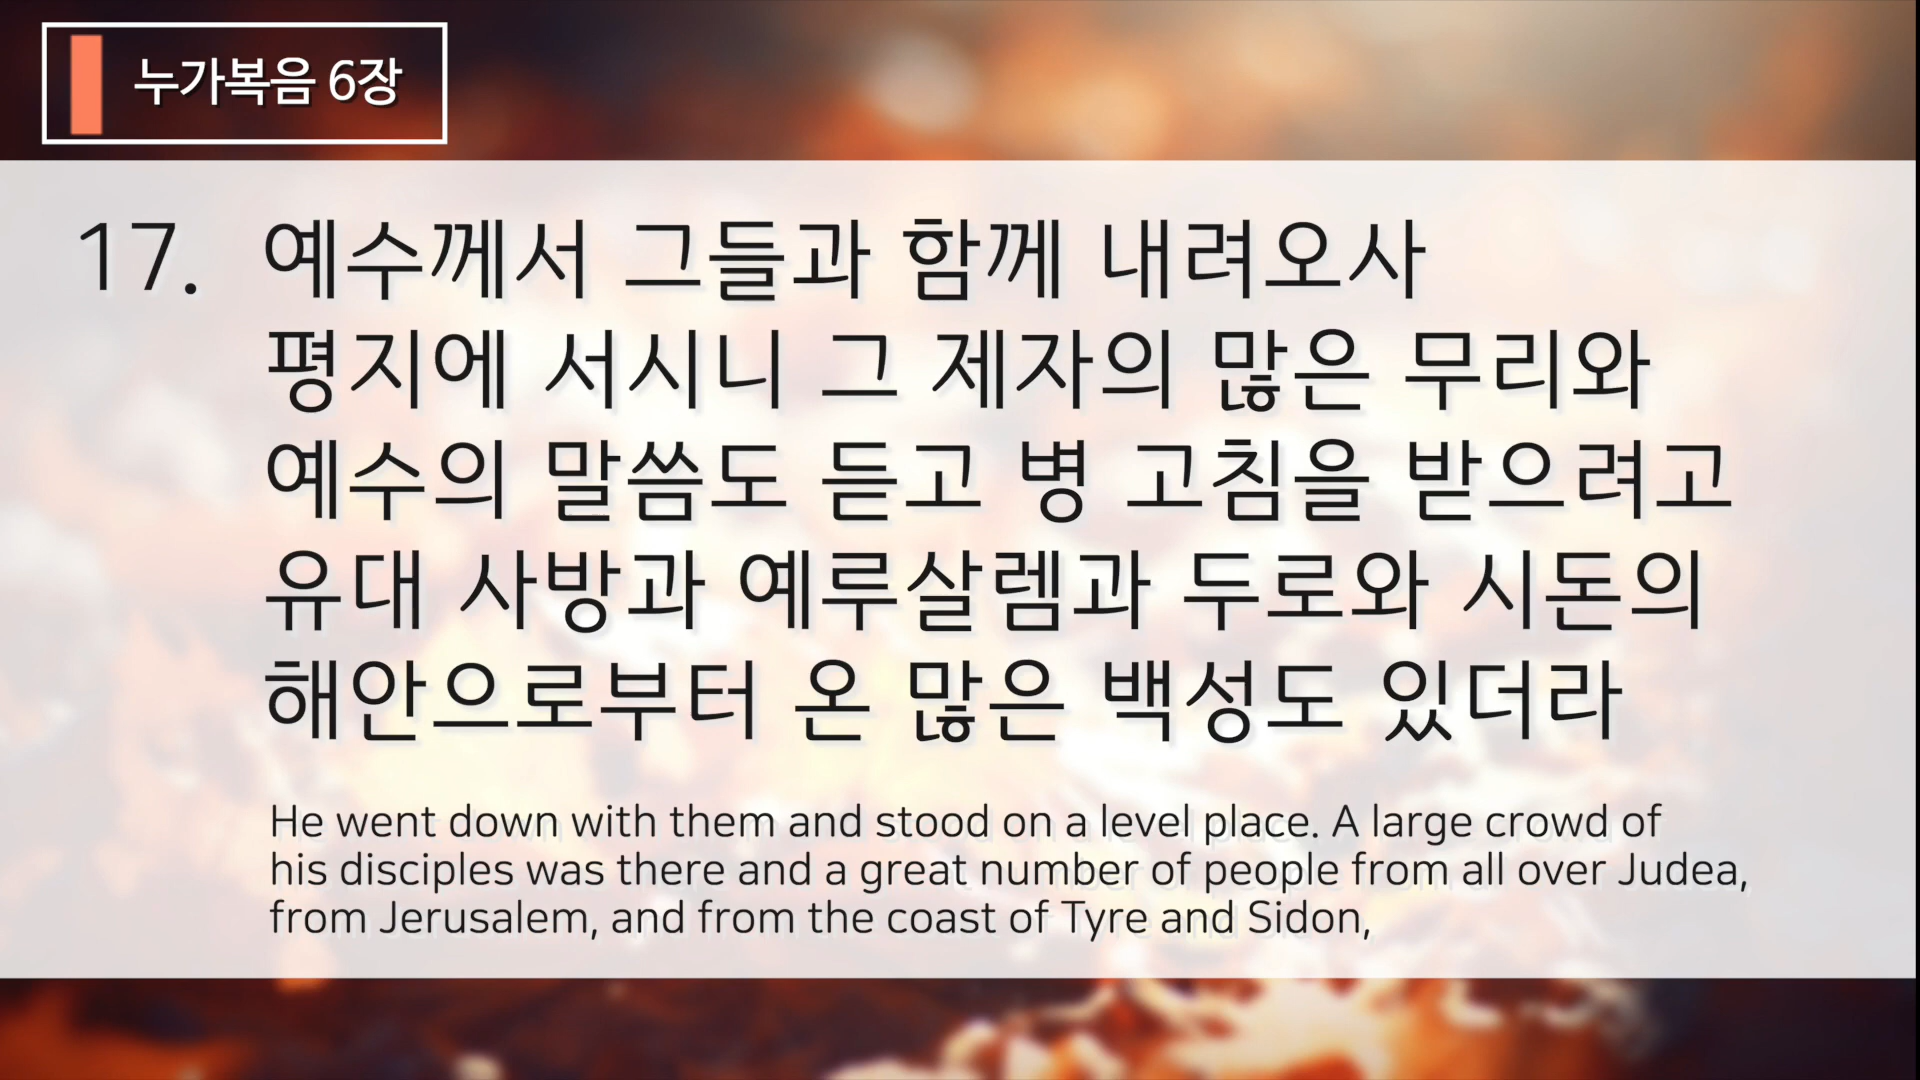 누가복음 6장
17. 예수께서 그들과 함께 내려오사
평지에 서시니 그 제자의 많은 무리와
예수의 말씀도 듣고 병 고침을 받으려고
유대 사방과 예루살렘과 두로와 시돈의
해안으로부터 온 많은 백성도 있더라
He went down with them and stood on a level place. A large crowd of
his disciples was there and a great number of people from all over Judea,
from Jerusalem, and from the coast of Tyre and Sidon,